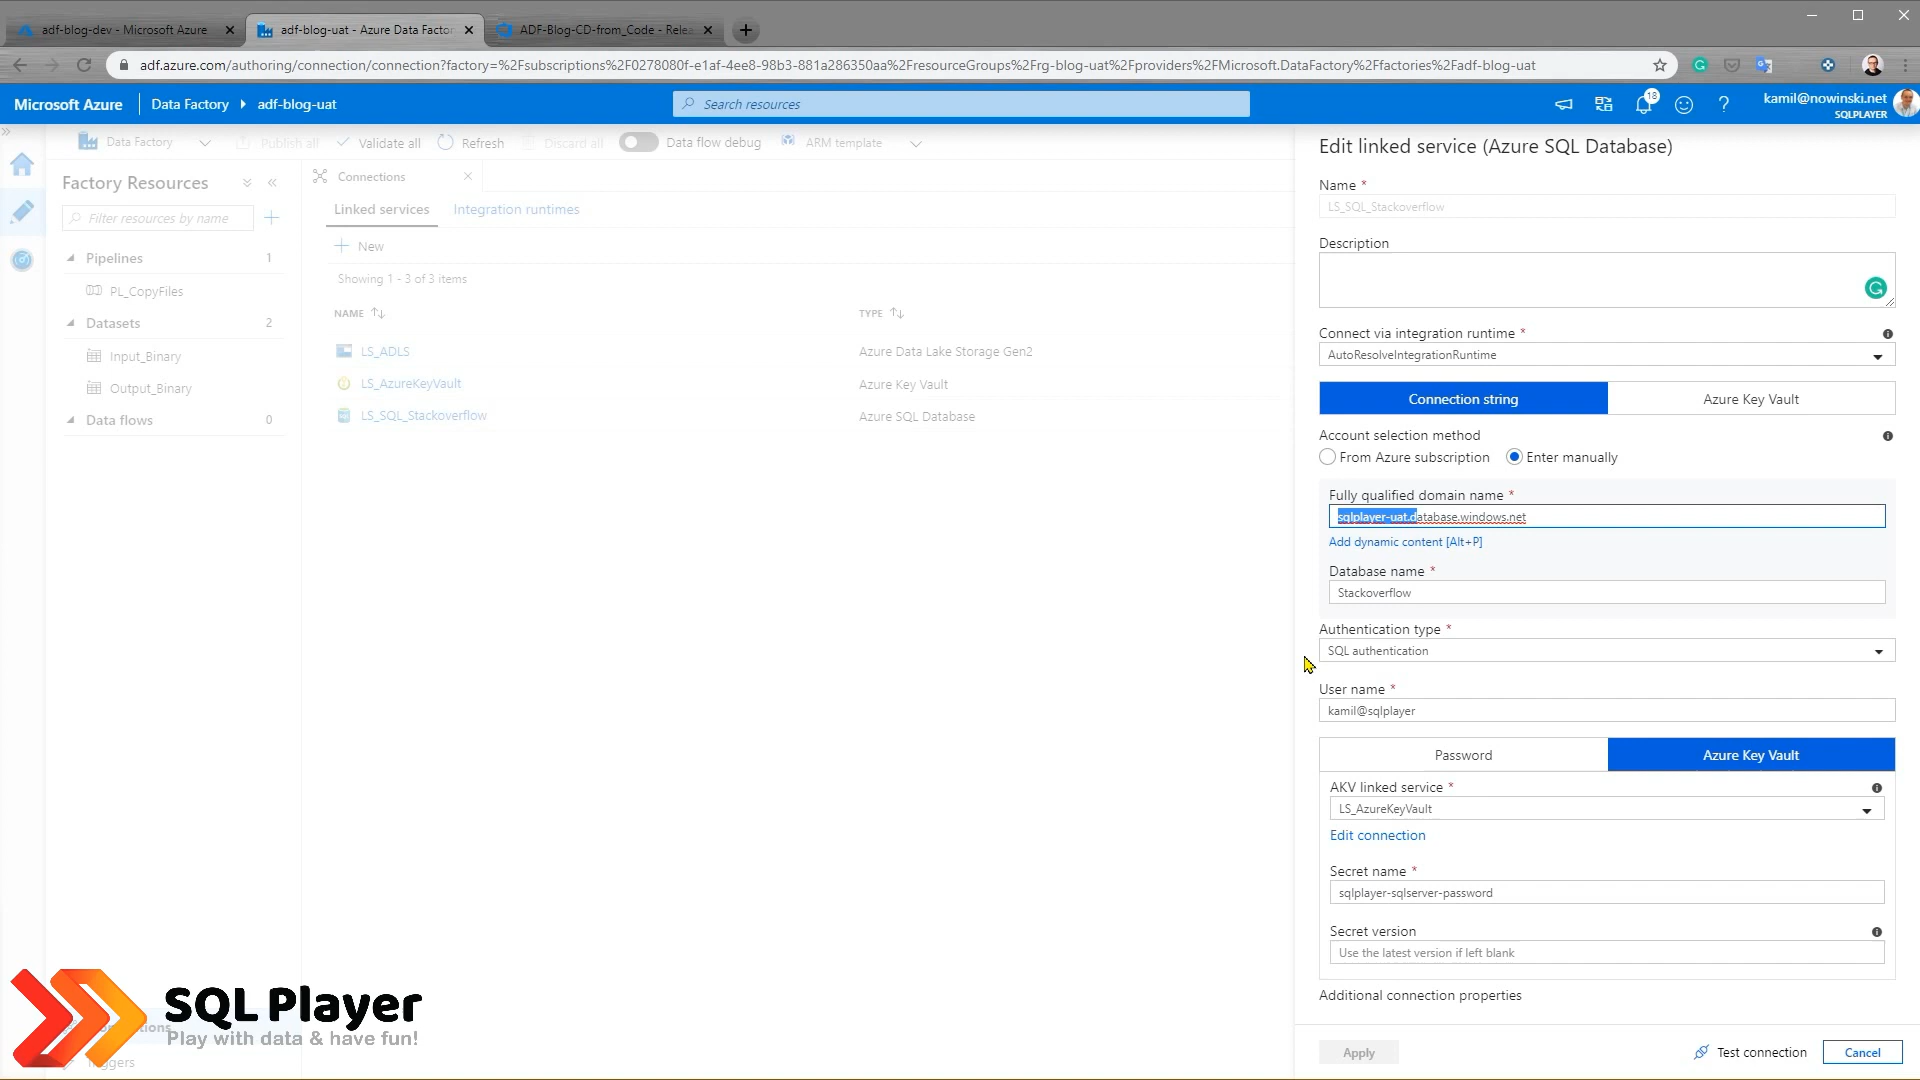 adf-blog-dev - Microsoft Azure
adf-blog-uat - Azure Data Factor
ADF-Blog-CD-from_Code - Relea
adf.azure.com/authoring/connection/connection?factory=%2Fsubscriptions%2F0278080f-e1af-4ee8-98b3-881a286350aa%2FresourceGroups%2Frg-blog-uat%2Fproviders%2FMicrosoft.DataFactory%2Ffactories%2Fadf-blog-uat
Microsoft Azure
Data Factory
adf-blog-uat
Search resources
18
kamil@nowinski.net
SQLPLAYER
Data Factory
Publish all
Validate all
Refresh
Discard all
Data flow debug
ARM template
Factory Resources
Filter resources by name
Pipelines 1
PL_CopyFiles
Datasets 2
Input_Binary
Output_Binary
Data flows 0
Connections
Linked services
Integration runtimes
New
Showing 1 - 3 of 3 items
NAME
TYPE
LS_ADLS
Azure Data Lake Storage Gen2
LS_AzureKeyVault
Azure Key Vault
LS_SQL_Stackoverflow
Azure SQL Database
Edit linked service (Azure SQL Database)
Name *
LS_SQL_Stackoverflow
Description
Connect via integration runtime *
AutoResolveIntegrationRuntime
Connection string
Azure Key Vault
Account selection method
From Azure subscription
Enter manually
Fully qualified domain name *
sqlplayer-uat.database.windows.net
Add dynamic content [Alt+P]
Database name *
Stackoverflow
Authentication type *
SQL authentication
User name *
kamil@sqlplayer
Password
Azure Key Vault
AKV linked service *
LS_AzureKeyVault
Edit connection
Secret name *
sqlplayer-sqlserver-password
Secret version
Use the latest version if left blank
Additional connection properties
Apply
Test connection
Cancel
SQL Player
Play with data & have fun!